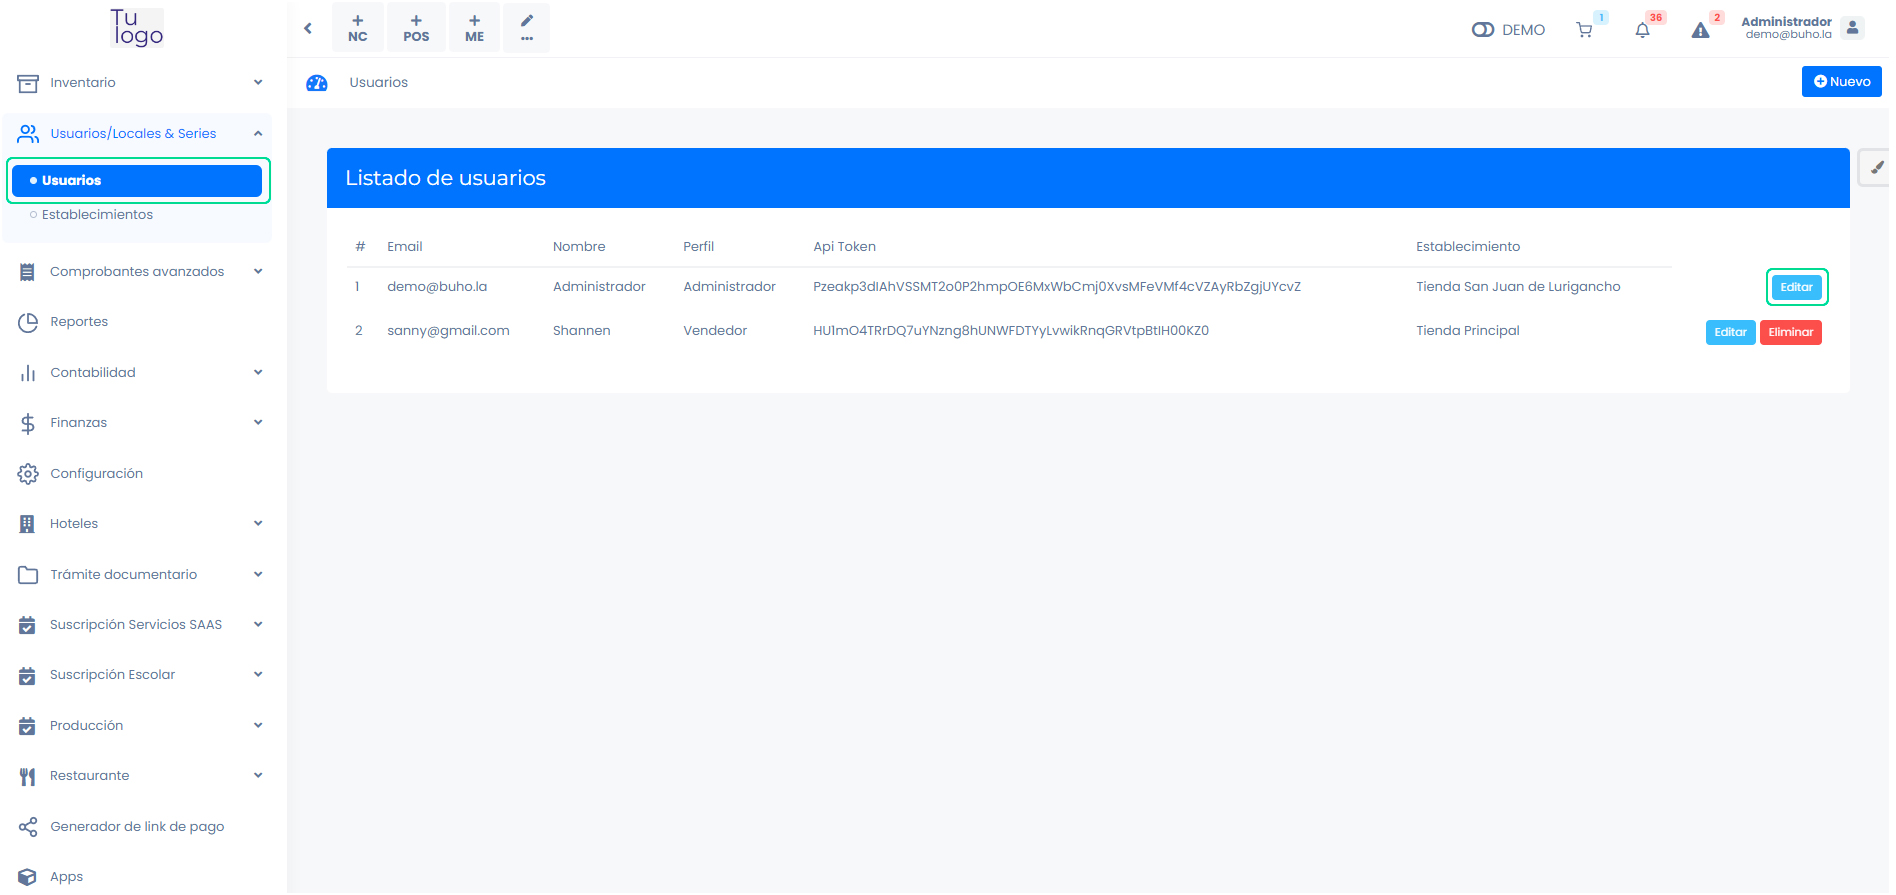 Tu
logo
NC
POS
ME
...
DEMO
1
36
2
Administrador
demo@buho.la
Inventario
Usuarios/Locales & Series
Usuarios
Establecimientos
Comprobantes avanzados
Reportes
Contabilidad
Finanzas
Configuración
Hoteles
Trámite documentario
Suscripción Servicios SAAS
Suscripción Escolar
Producción
Restaurante
Generador de link de pago
Apps
Usuarios
Nuevo
Listado de usuarios
# Email Nombre Perfil Api Token Establecimiento
1 demo@buho.la Administrador Administrador Pzeakp3dIAhVSSMT2o0P2hmpOE6MxWbCmj0XvsMFeVMf4cVZAyRbZgjUYcvZ Tienda San Juan de Lurigancho Editar
2 sanny@gmail.com Shannen Vendedor HU1mO4TRrDQ7uYNzng8hUNWFDTYyLvwikRnqGRVtpBtIH00KZ0 Tienda Principal Editar Eliminar